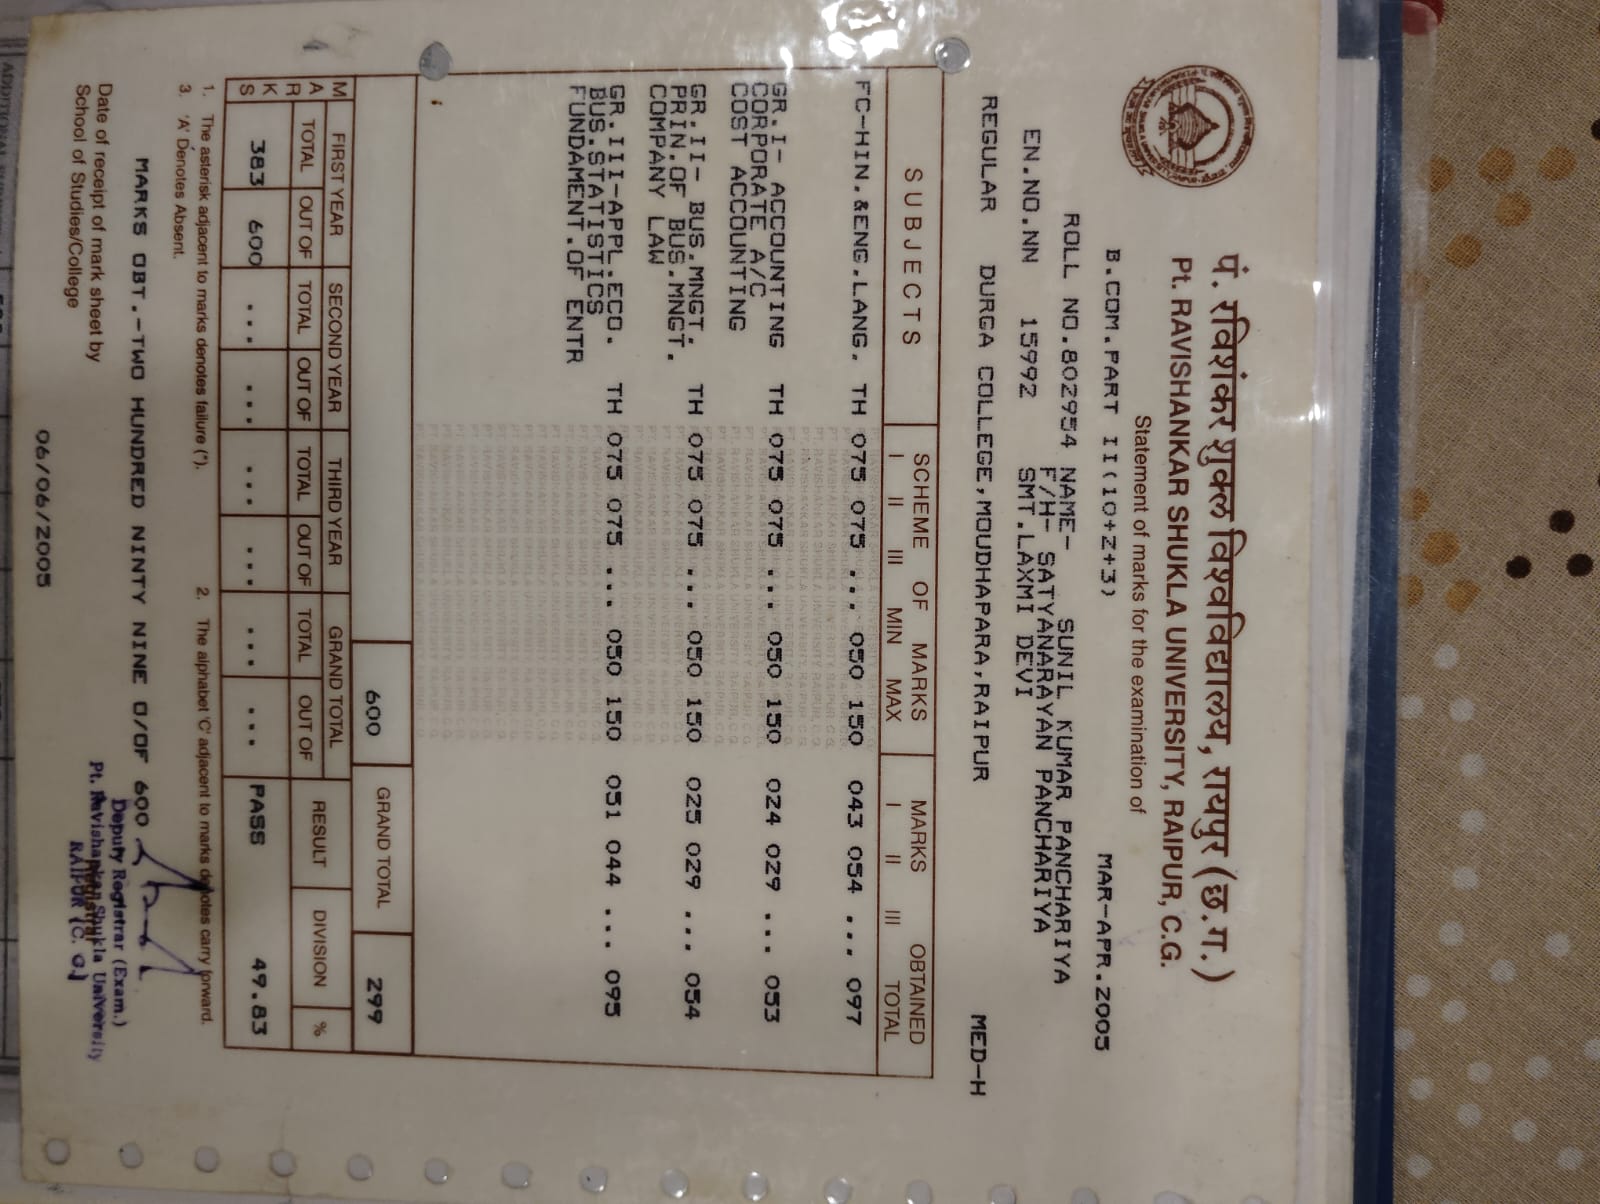 पं. रविशंकर शुक्ल विश्वविद्यालय, रायपुर (छ.ग.)
Pt. RAVISHANKAR SHUKLA UNIVERSITY, RAIPUR, C.G.
Statement of marks for the examination of
B.COM.PART II(10+2+3) MAR-APR.2005
ROLL NO.802954 NAME- SUNIL KUMAR PANCHARIYA
F/H- SATYANARAYAN PANCHARIYA
EN.NO.NN 15992 SMT.LAXMI DEVI
REGULAR DURGA COLLEGE,MOUDHAPARA,RAIPUR MED-H
SUBJECTS SCHEME OF MARKS MARKS OBTAINED
I II III MIN MAX I II III TOTAL
FC-HIN.&ENG.LANG. TH 075 075 ... 050 150 043 054 ... 097
GR.I- ACCOUNTING TH 075 075 ... 050 150 024 029 ... 053
CORPORATE A/C
COST ACCOUNTING
GR.II- BUS.MNGT. TH 075 075 ... 050 150 025 029 ... 054
PRIN.OF BUS.MNGT.
COMPANY LAW
GR.III-APPL.ECO. TH 075 075 ... 050 150 051 044 ... 095
BUS.STATISTICS
FUNDAMENT.OF ENTR
600 GRAND TOTAL 299
MARKS FIRST YEAR SECOND YEAR THIRD YEAR GRAND TOTAL RESULT DIVISION %
TOTAL OUT OF TOTAL OUT OF TOTAL OUT OF TOTAL OUT OF
383 600 ... ... ... ... ... ... PASS 49.83
1. The asterisk adjacent to marks denotes failure (*). 2. The alphabet 'C' adjacent to marks denotes carry forward.
3. 'A' Denotes Absent.
MARKS OBT.-TWO HUNDRED NINTY NINE O/OF 600
Date of receipt of mark sheet by
School of Studies/College
Deputy Registrar (Exam.)
Pt. Ravishankar Shukla University
Registrar
RAIPUR (C. G.)
06/06/2005